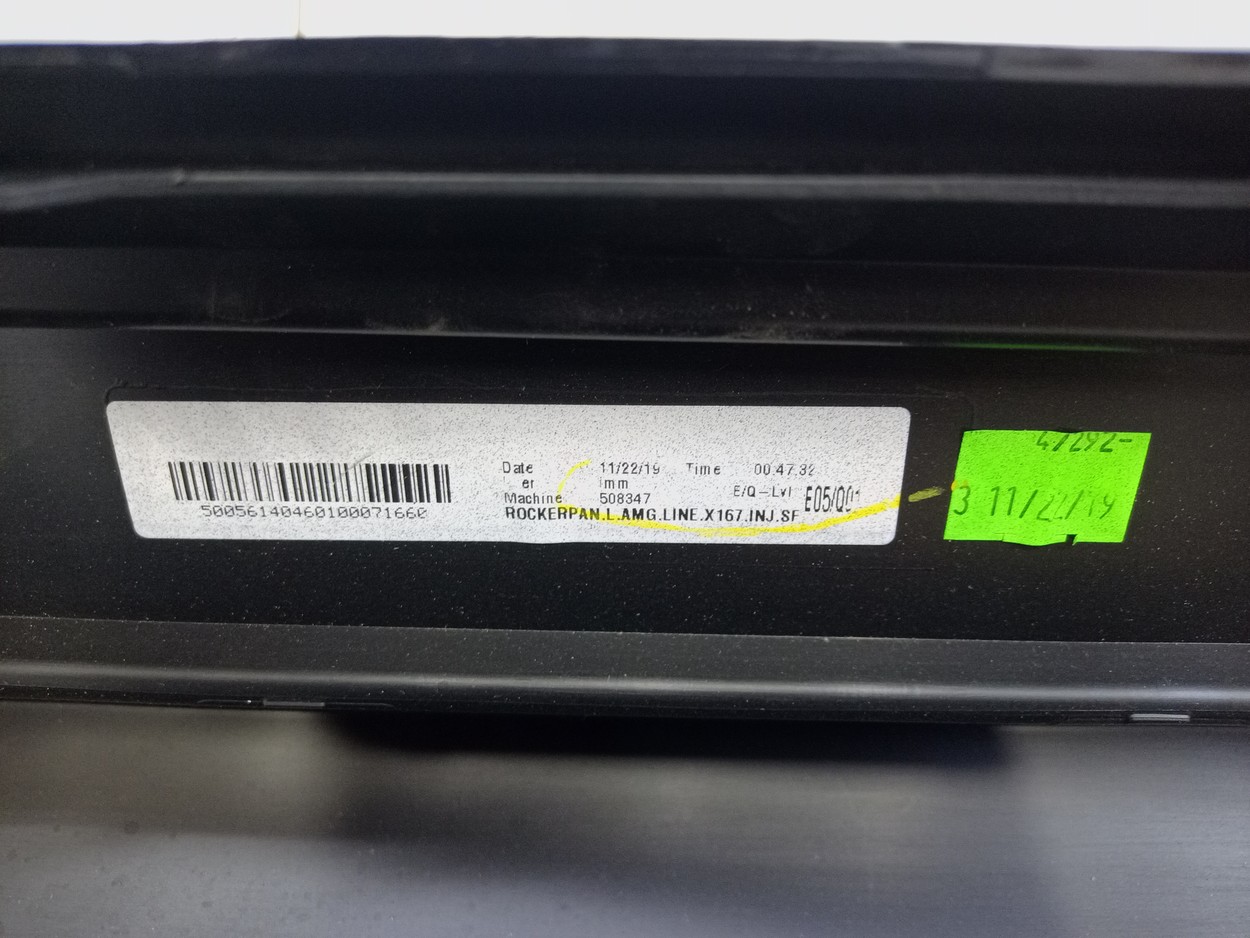 Date 11/22/19 Time 00.47.32
er Imm
Machine 508347 E/Q-Lvl E05/Q01
ROCKERPAN.L.AMG.LINE.X167.INJ.SF
50056140460100071660
47292-
3 11/22/19